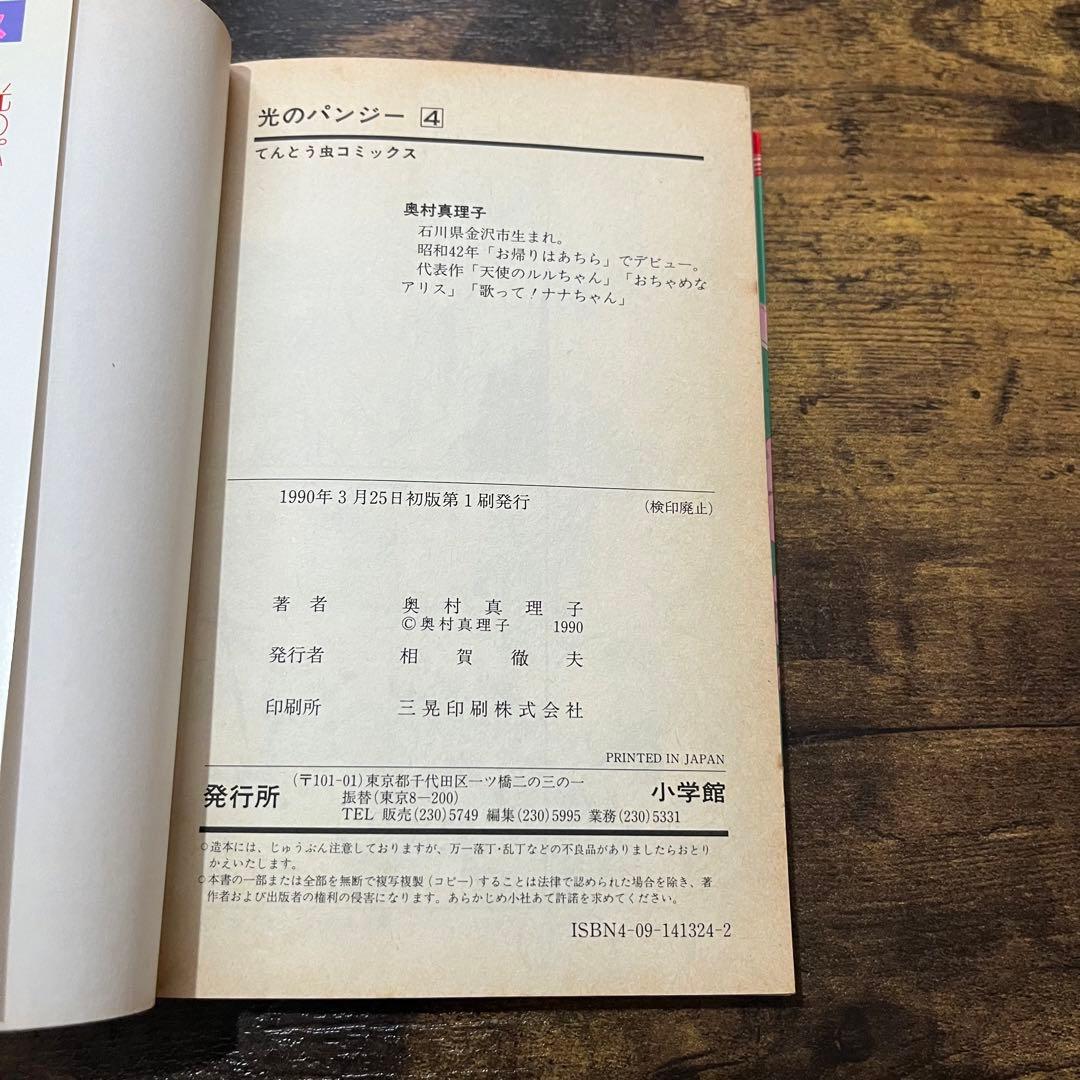 ス
光のパ
光のパンジー 4
てんとう虫コミックス
奥村真理子
石川県金沢市生まれ。
昭和42年「お帰りはあちら」でデビュー。
代表作「天使のルルちゃん」「おちゃめな
アリス」「歌って！ナナちゃん」
1990年3月25日初版第1刷発行 (検印廃止)
著者 奥村真理子
©奥村真理子 1990
発行者 相賀徹夫
印刷所 三晃印刷株式会社
PRINTED IN JAPAN
発行所 (〒101-01)東京都千代田区一ツ橋二の三の一 小学館
振替(東京8—200)
TEL 販売(230)5749 編集(230)5995 業務(230)5331
○造本には、じゅうぶん注意しておりますが、万一落丁・乱丁などの不良品がありましたらおとり
かえいたします。
○本書の一部または全部を無断で複写複製(コピー)することは法律で認められた場合を除き、著
作者および出版者の権利の侵害になります。あらかじめ小社あて許諾を求めてください。
ISBN4-09-141324-2